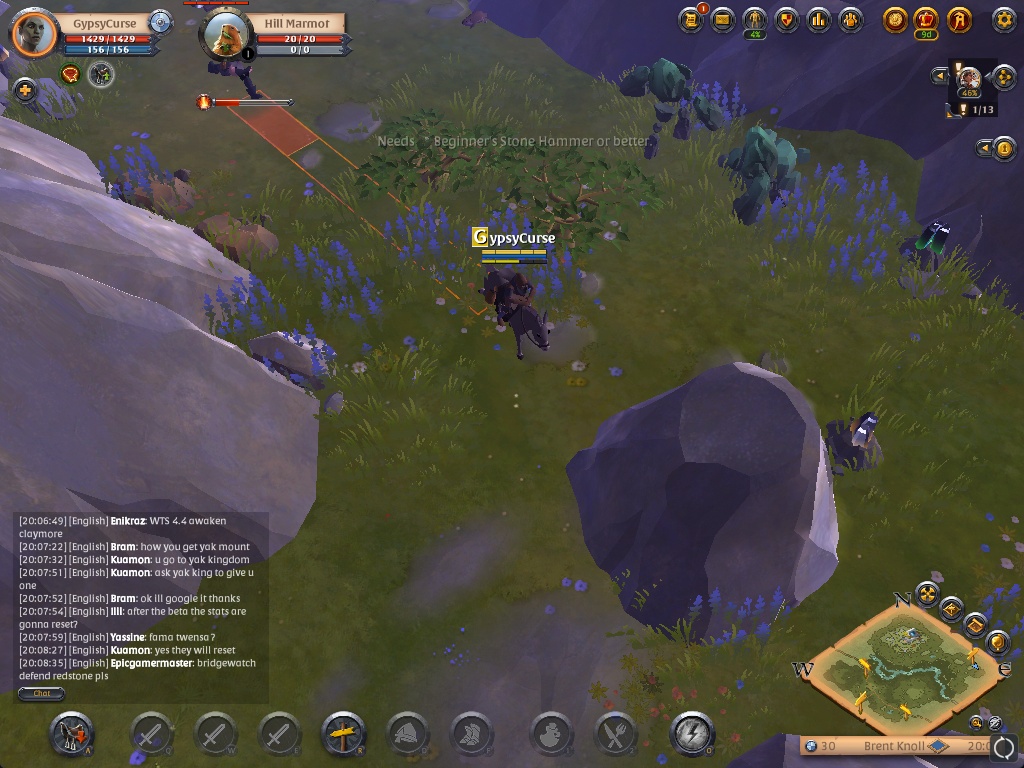 GypsyCurse
1429/1429
156/156
Hill Marmot
20/20
0/0
1
1
4%
9d
46%
1/13
1
Needs Beginner's Stone Hammer or better.
GypsyCurse
[20:06:49] [English] Enikraz: WTS 4.4 awaken
claymore
[20:07:22] [English] Bram: how you get yak mount
[20:07:32] [English] Kuamon: u go to yak kingdom
[20:07:51] [English] Kuamon: ask yak king to give u
one
[20:07:52] [English] Bram: ok ill google it thanks
[20:07:54] [English] Illl: after the beta the stats are
gonna reset?
[20:07:59] [English] Yassine: fama twensa?
[20:08:27] [English] Kuamon: yes they will reset
[20:08:35] [English] Epicgamermaster: bridgewatch
defend redstone pls
Chat
N
W
E
A
Q
W
E
R
30
Brent Knoll